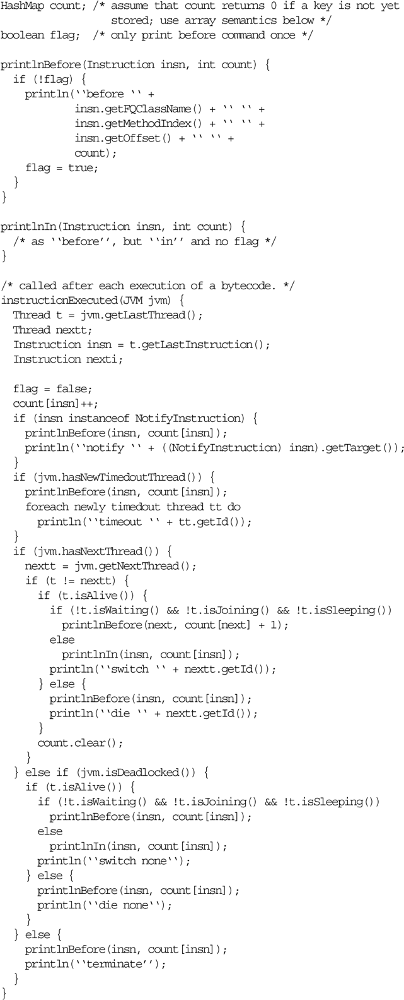 HashMap count; /* assume that count returns 0 if a key is not yet
                  stored; use array semantics below */
boolean flag;  /* only print before command once */

printlnBefore(Instruction insn, int count) {
  if (!flag) {
    println(‘‘before ‘‘ +
            insn.getFQClassName() + ‘‘ ‘‘ +
            insn.getMethodIndex() + ‘‘ ‘‘ +
            insn.getOffset() + ‘‘ ‘‘ +
            count);
    flag = true;
  }
}

printlnIn(Instruction insn, int count) {
  /* as ‘‘before’’, but ‘‘in’’ and no flag */
}

/* called after each execution of a bytecode. */
instructionExecuted(JVM jvm) {
  Thread t = jvm.getLastThread();
  Thread nextt;
  Instruction insn = t.getLastInstruction();
  Instruction nexti;

  flag = false;
  count[insn]++;
  if (insn instanceof NotifyInstruction) {
    printlnBefore(insn, count[insn]);
    println(‘‘notify ‘‘ + ((NotifyInstruction) insn).getTarget());
  }
  if (jvm.hasNewTimedoutThread()) {
    printlnBefore(insn, count[insn]);
    foreach newly timedout thread tt do
      println(‘‘timeout ‘‘ + tt.getId());
  }
  if (jvm.hasNextThread()) {
    nextt = jvm.getNextThread();
    if (t != nextt) {
      if (t.isAlive()) {
        if (!t.isWaiting() && !t.isJoining() && !t.isSleeping())
          printlnBefore(next, count[next] + 1);
        else
          printlnIn(insn, count[insn]);
        println(‘‘switch ‘‘ + nextt.getId());
      } else {
        printlnBefore(insn, count[insn]);
        println(‘‘die ‘‘ + nextt.getId());
      }
      count.clear();
    }
  } else if (jvm.isDeadlocked()) {
    if (t.isAlive()) {
      if (!t.isWaiting() && !t.isJoining() && !t.isSleeping())
        printlnBefore(insn, count[insn]);
      else
        printlnIn(insn, count[insn]);
      println(‘‘switch none‘‘);
    } else {
      printlnBefore(insn, count[insn]);
      println(‘‘die none‘‘);
    }
  } else {
    printlnBefore(insn, count[insn]);
    println(‘‘terminate’’);
  }
}